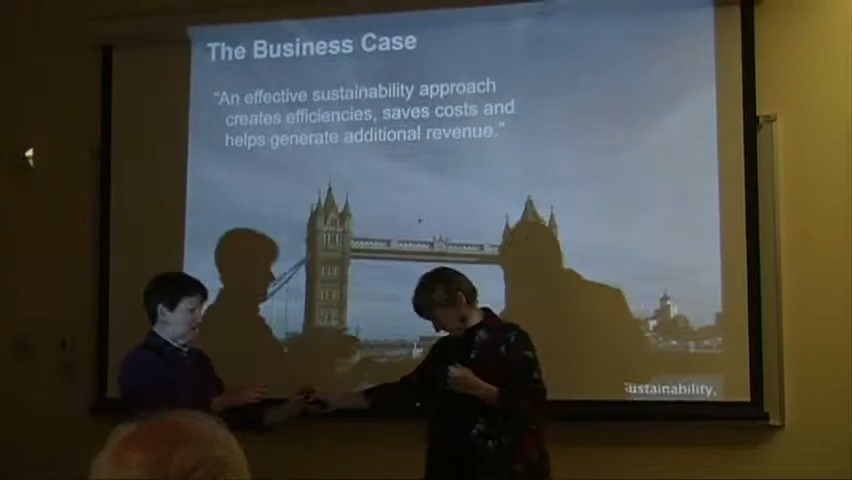 The Business Case
"An effective sustainability approach
creates efficiencies, saves costs and
helps generate additional revenue."
sustainability,